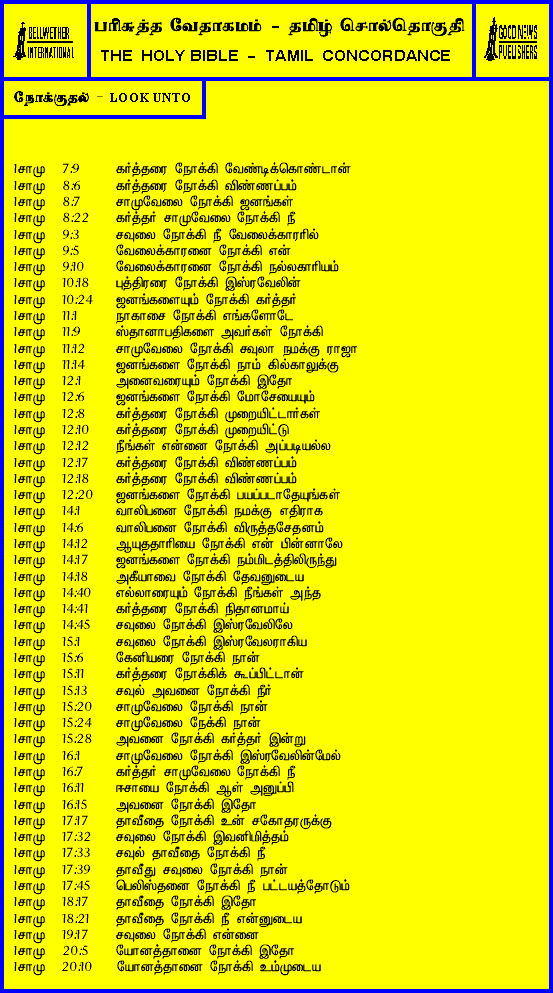 BELLWETHER
INTERNATIONAL
பரிசுத்த வேதாகமம் - தமிழ் சொல்தொகுதி
THE HOLY BIBLE - TAMIL CONCORDANCE
GOOD NEWS
PUBLISHERS
நோக்குதல் - LOOK UNTO
1சாமு 7:9 கர்த்தரை நோக்கி வேண்டிக்கொண்டான்
1சாமு 8:6 கர்த்தரை நோக்கி விண்ணப்பம்
1சாமு 8:7 சாமுவேலை நோக்கி ஜனங்கள்
1சாமு 8:22 கர்த்தர் சாமுவேலை நோக்கி நீ
1சாமு 9:3 சவுலை நோக்கி நீ வேலைக்காரரில்
1சாமு 9:5 வேலைக்காரனை நோக்கி என்
1சாமு 9:10 வேலைக்காரனை நோக்கி நல்லகாரியம்
1சாமு 10:18 புத்திரரை நோக்கி இஸ்ரவேலின்
1சாமு 10:24 ஜனங்களையும் நோக்கி கர்த்தர்
1சாமு 11:1 நாகாசை நோக்கி எங்களோடே
1சாமு 11:9 ஸ்தானாபதிகளை அவர்கள் நோக்கி
1சாமு 11:12 சாமுவேலை நோக்கி சவுலா நமக்கு ராஜா
1சாமு 11:14 ஜனங்களை நோக்கி நாம் கில்காலுக்கு
1சாமு 12:1 அனைவரையும் நோக்கி இதோ
1சாமு 12:6 ஜனங்களை நோக்கி மோசேயையும்
1சாமு 12:8 கர்த்தரை நோக்கி முறையிட்டார்கள்
1சாமு 12:10 கர்த்தரை நோக்கி முறையிட்டு
1சாமு 12:12 நீங்கள் என்னை நோக்கி அப்படியல்ல
1சாமு 12:17 கர்த்தரை நோக்கி விண்ணப்பம்
1சாமு 12:18 கர்த்தரை நோக்கி விண்ணப்பம்
1சாமு 12:20 ஜனங்களை நோக்கி பயப்படாதேயுங்கள்
1சாமு 14:1 வாலிபனை நோக்கி நமக்கு எதிராக
1சாமு 14:6 வாலிபனை நோக்கி விருத்தசேதனம்
1சாமு 14:12 ஆயுததாரியை நோக்கி என் பின்னாலே
1சாமு 14:17 ஜனங்களை நோக்கி நம்மிடத்திலிருந்து
1சாமு 14:18 அகீயாவை நோக்கி தேவனுடைய
1சாமு 14:40 எல்லாரையும் நோக்கி நீங்கள் அந்த
1சாமு 14:41 கர்த்தரை நோக்கி நிதானமாய்
1சாமு 14:45 சவுலை நோக்கி இஸ்ரவேலிலே
1சாமு 15:1 சவுலை நோக்கி இஸ்ரவேலராகிய
1சாமு 15:6 கேனியரை நோக்கி நான்
1சாமு 15:11 கர்த்தரை நோக்கிக் கூப்பிட்டான்
1சாமு 15:13 சவுல் அவனை நோக்கி நீர்
1சாமு 15:20 சாமுவேலை நோக்கி நான்
1சாமு 15:24 சாமுவேலை நேக்கி நான்
1சாமு 15:28 அவனை நோக்கி கர்த்தர் இன்று
1சாமு 16:1 சாமுவேலை நோக்கி இஸ்ரவேலின்மேல்
1சாமு 16:7 கர்த்தர் சாமுவேலை நோக்கி நீ
1சாமு 16:11 ஈசாயை நோக்கி ஆள் அனுப்பி
1சாமு 16:15 அவனை நோக்கி இதோ
1சாமு 17:17 தாவீதை நோக்கி உன் சகோதரருக்கு
1சாமு 17:32 சவுலை நோக்கி இவனிமித்தம்
1சாமு 17:33 சவுல் தாவீதை நோக்கி நீ
1சாமு 17:39 தாவீது சவுலை நோக்கி நான்
1சாமு 17:45 பெலிஸ்தனை நோக்கி நீ பட்டயத்தோடும்
1சாமு 18:17 தாவீதை நோக்கி இதோ
1சாமு 18:21 தாவீதை நோக்கி நீ என்னுடைய
1சாமு 19:17 சவுலை நோக்கி என்னை
1சாமு 20:5 யோனத்தானை நோக்கி இதோ
1சாமு 20:10 யோனத்தானை நோக்கி உம்முடைய